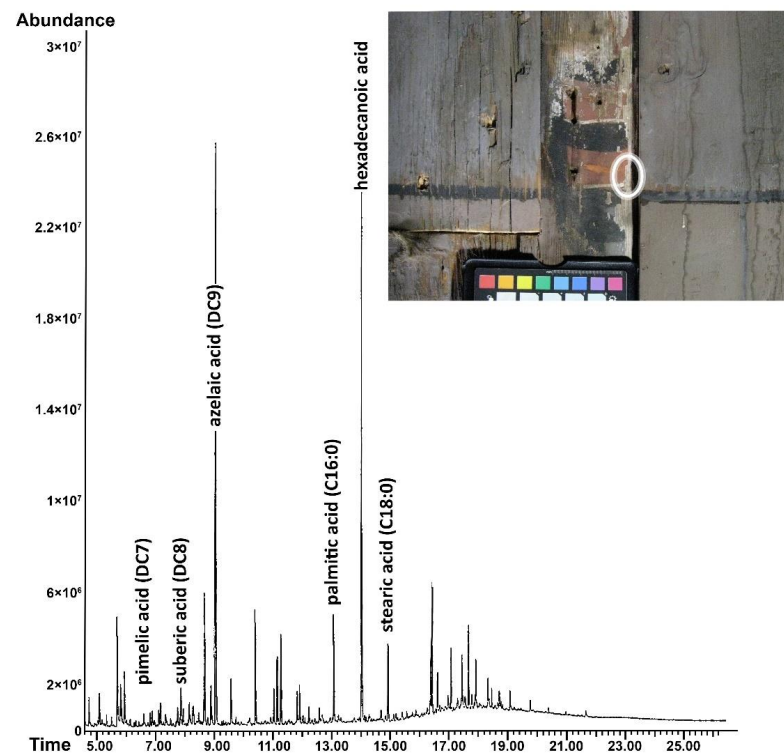 Abundance
3×10⁷
2.6×10⁷
2.2×10⁷
1.8×10⁷
1.4×10⁷
1×10⁷
6×10⁶
2×10⁶
0
Time
5.00
7.00
9.00
11.00
13.00
15.00
17.00
19.00
21.00
23.00
25.00
pimelic acid (DC7)
suberic acid (DC8)
azelaic acid (DC9)
palmitic acid (C16:0)
hexadecanoic acid
stearic acid (C18:0)